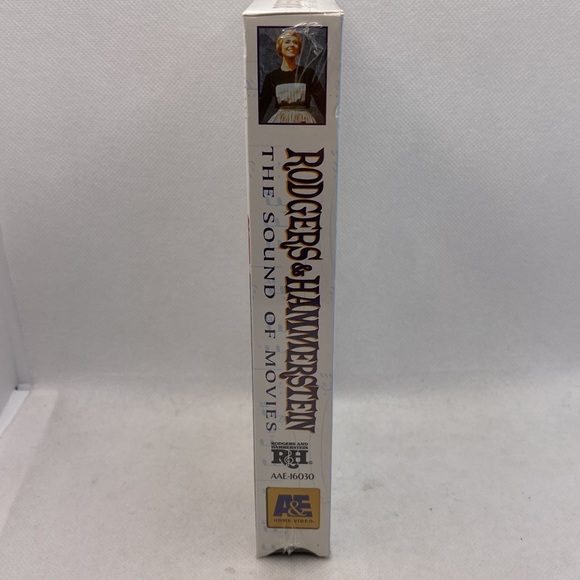 RODGERS & HAMMERSTEIN
THE SOUND OF MOVIES
RODGERS AND
HAMMERSTEIN
R&H®
AAE-16030
A&E
HOME VIDEO